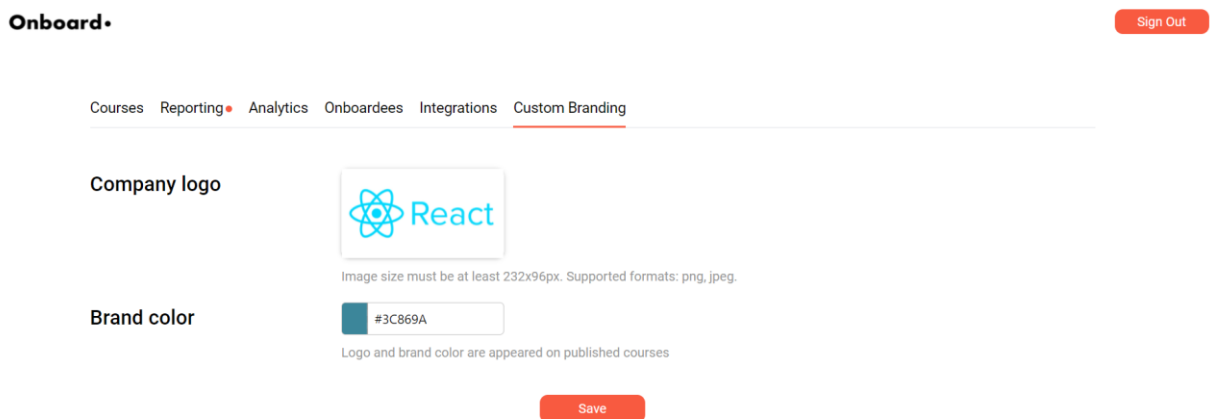 Onboard•
Sign Out
Courses Reporting• Analytics Onboardees Integrations Custom Branding
Company logo
React
Image size must be at least 232x96px. Supported formats: png, jpeg.
Brand color
#3C869A
Logo and brand color are appeared on published courses
Save